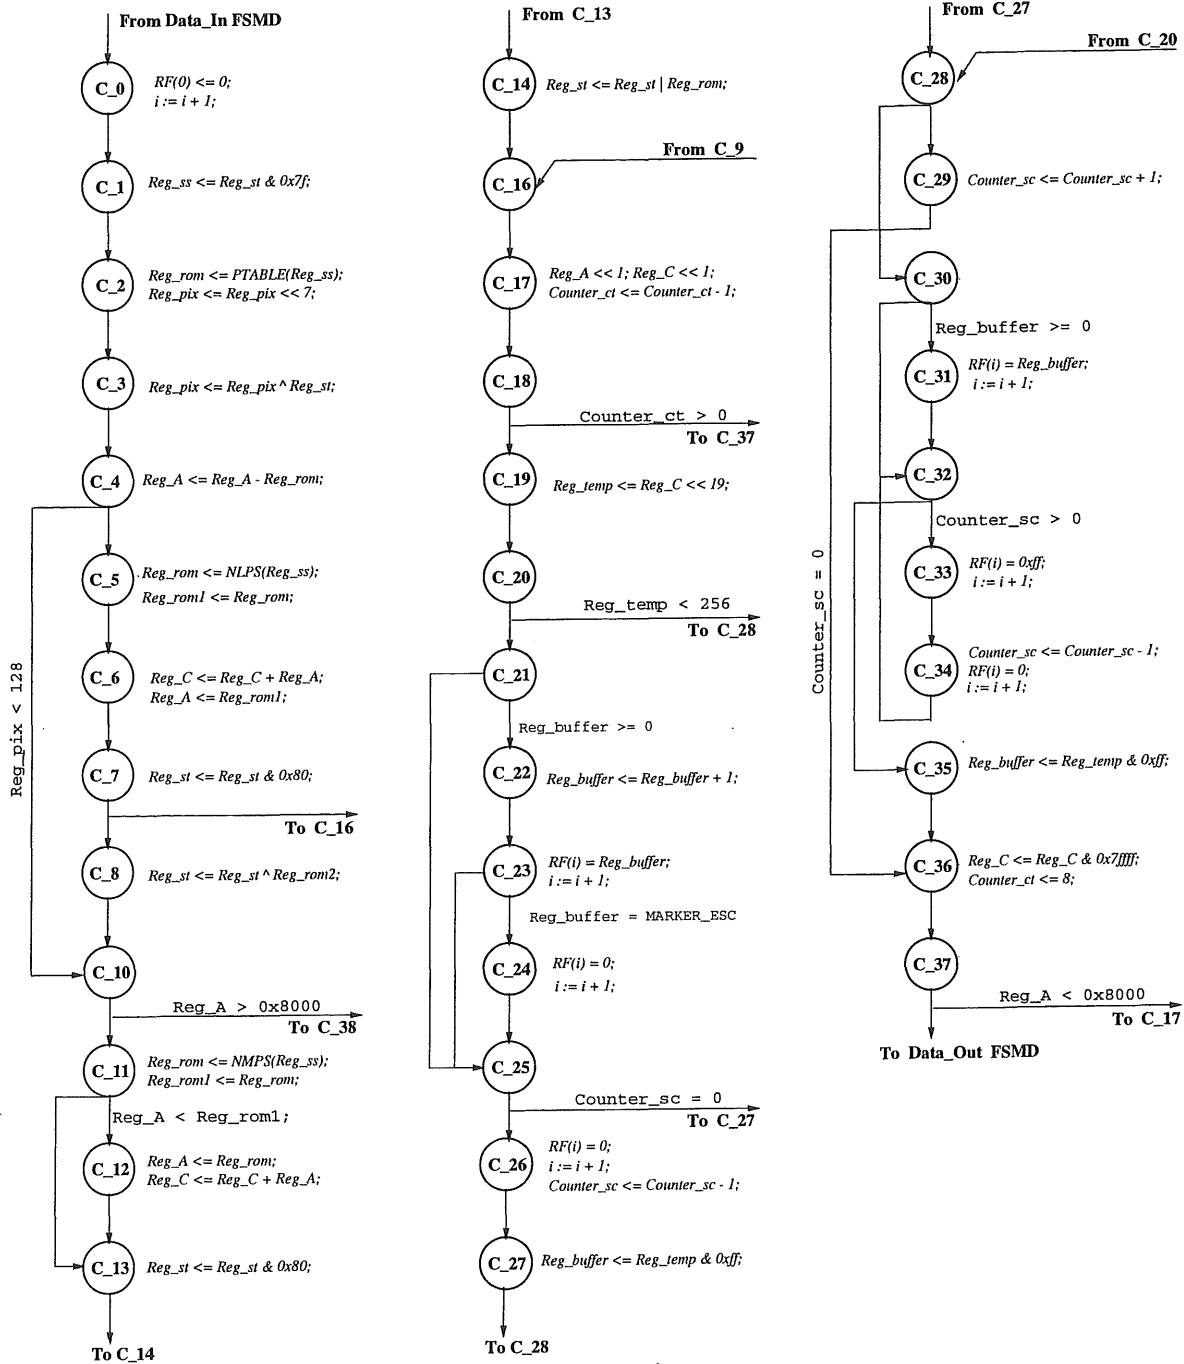 From Data_In FSMD
C_0
RF(0) <= 0;
i := i + 1;
C_1
Reg_ss <= Reg_st & 0x7f;
C_2
Reg_rom <= PTABLE(Reg_ss);
Reg_pix <= Reg_pix << 7;
C_3
Reg_pix <= Reg_pix ^ Reg_st;
C_4
Reg_A <= Reg_A - Reg_rom;
C_5
Reg_rom <= NLPS(Reg_ss);
Reg_rom1 <= Reg_rom;
C_6
Reg_C <= Reg_C + Reg_A;
Reg_A <= Reg_rom1;
Reg_pix < 128
C_7
Reg_st <= Reg_st & 0x80;
To C_16
C_8
Reg_st <= Reg_st ^ Reg_rom2;
C_10
Reg_A > 0x8000
To C_38
C_11
Reg_rom <= NMPS(Reg_ss);
Reg_rom1 <= Reg_rom;
Reg_A < Reg_rom1;
C_12
Reg_A <= Reg_rom;
Reg_C <= Reg_C + Reg_A;
C_13
Reg_st <= Reg_st & 0x80;
To C_14
From C_13
C_14
Reg_st <= Reg_st | Reg_rom;
From C_9
C_16
C_17
Reg_A << 1; Reg_C << 1;
Counter_ct <= Counter_ct - 1;
C_18
Counter_ct > 0
To C_37
C_19
Reg_temp <= Reg_C << 19;
C_20
Reg_temp < 256
To C_28
C_21
Reg_buffer >= 0
C_22
Reg_buffer <= Reg_buffer + 1;
C_23
RF(i) = Reg_buffer;
i := i + 1;
Reg_buffer = MARKER_ESC
C_24
RF(i) = 0;
i := i + 1;
C_25
Counter_sc = 0
To C_27
C_26
RF(i) = 0;
i := i + 1;
Counter_sc <= Counter_sc - 1;
C_27
Reg_buffer <= Reg_temp & 0xff;
To C_28
From C_27
From C_20
C_28
C_29
Counter_sc <= Counter_sc + 1;
C_30
Reg_buffer >= 0
C_31
RF(i) = Reg_buffer;
i := i + 1;
C_32
Counter_sc > 0
C_33
RF(i) = 0xff;
i := i + 1;
Counter_sc = 0
C_34
Counter_sc <= Counter_sc - 1;
RF(i) = 0;
i := i + 1;
C_35
Reg_buffer <= Reg_temp & 0xff;
C_36
Reg_C <= Reg_C & 0x7ffff;
Counter_ct <= 8;
C_37
Reg_A < 0x8000
To C_17
To Data_Out FSMD